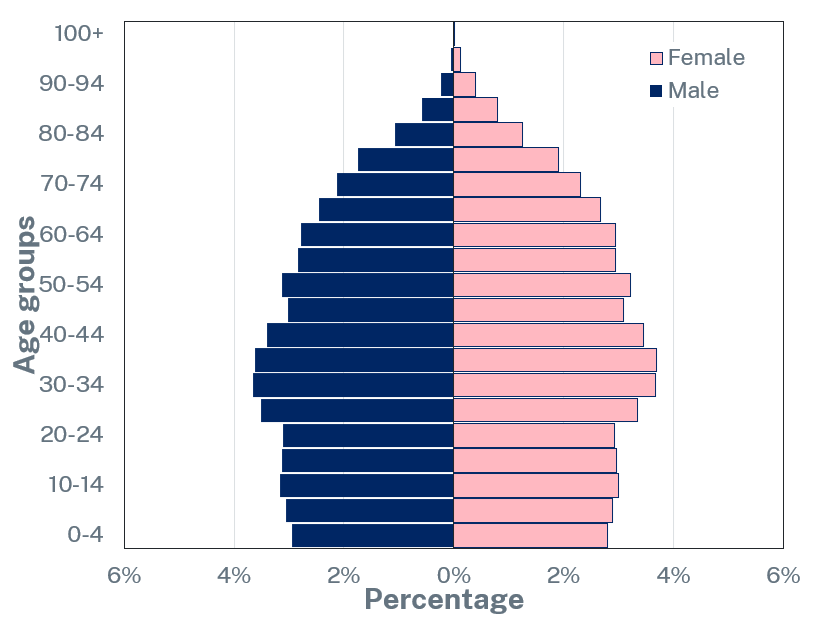 100+
90-94
80-84
70-74
60-64
50-54
40-44
30-34
20-24
10-14
0-4
Age groups
Female
Male
6% 4% 2% 0% 2% 4% 6%
Percentage